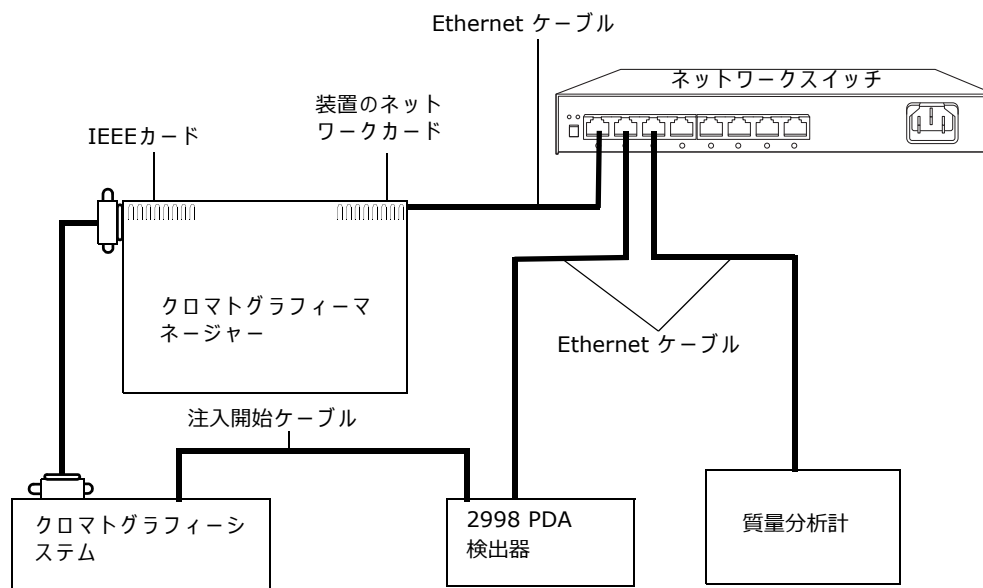 Ethernet ケーブル
ネットワークスイッチ
装置のネット
ワークカード
IEEEカード
クロマトグラフィーマ
ネージャー
Ethernet ケーブル
注入開始ケーブル
クロマトグラフィーシ
ステム
2998 PDA
検出器
質量分析計